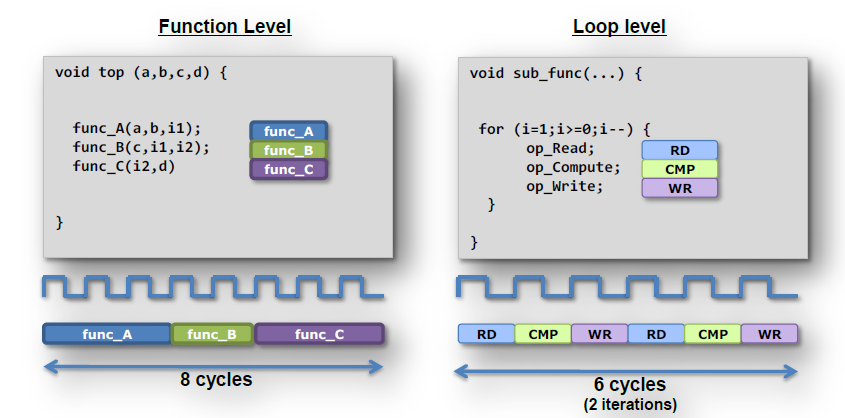 Function Level
void top (a,b,c,d) {
func_A(a,b,i1);
func_B(c,i1,i2);
func_C(i2,d)
}
func_A
func_B
func_C
func_A func_B func_C
8 cycles
Loop level
void sub_func(...) {
for (i=1;i>=0;i--) {
op_Read;
op_Compute;
op_Write;
}
}
RD
CMP
WR
RD CMP WR RD CMP WR
6 cycles
(2 iterations)